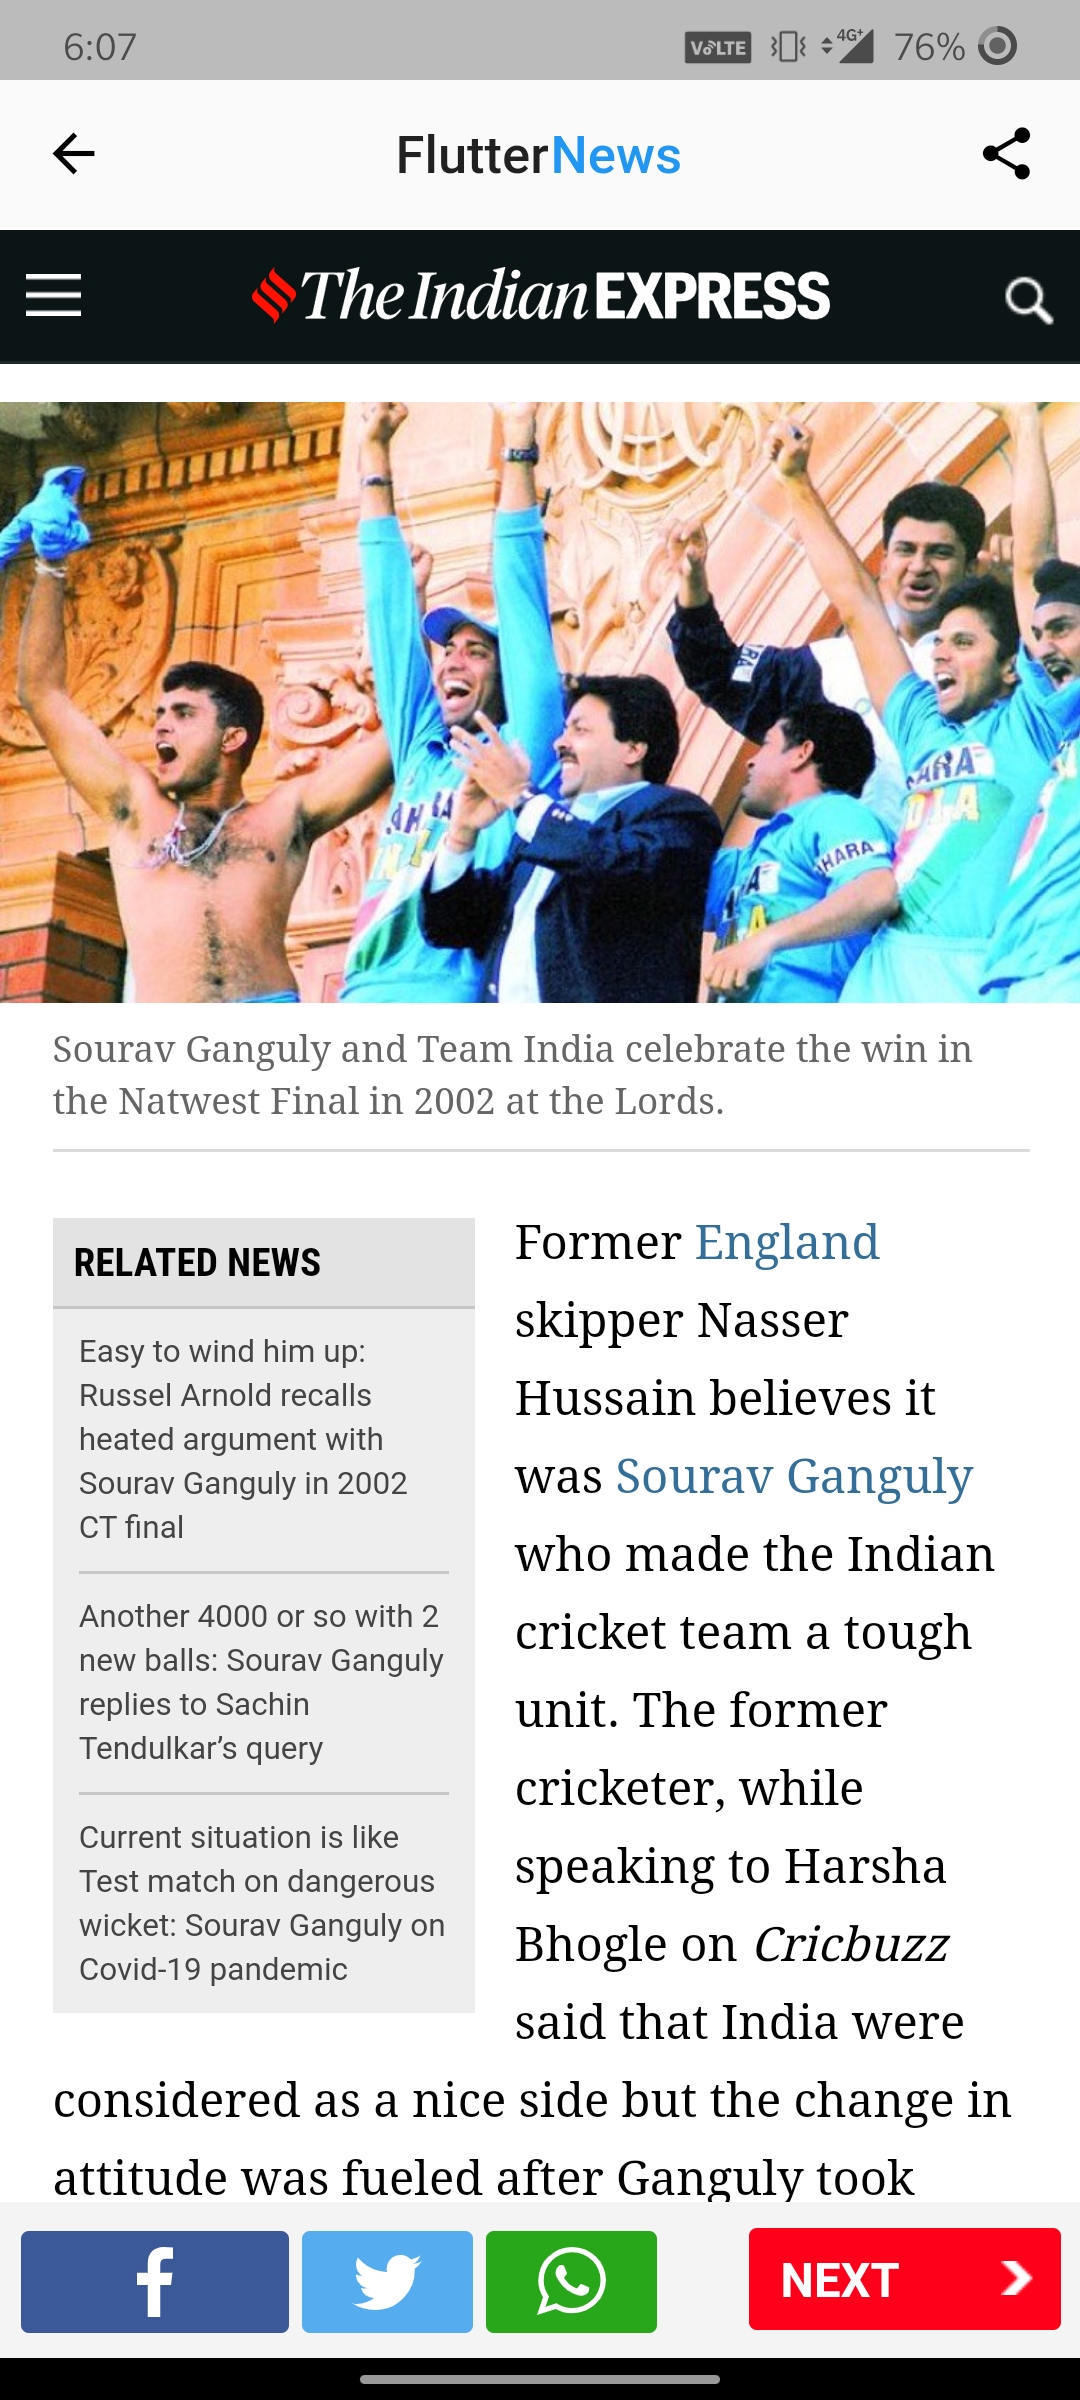 6:07
VoLTE
4G+
76%
FlutterNews
The Indian EXPRESS
SAHARA
HARA
INDIA
Sourav Ganguly and Team India celebrate the win in
the Natwest Final in 2002 at the Lords.
RELATED NEWS
Easy to wind him up:
Russel Arnold recalls
heated argument with
Sourav Ganguly in 2002
CT final
Another 4000 or so with 2
new balls: Sourav Ganguly
replies to Sachin
Tendulkar’s query
Current situation is like
Test match on dangerous
wicket: Sourav Ganguly on
Covid-19 pandemic
Former England
skipper Nasser
Hussain believes it
was Sourav Ganguly
who made the Indian
cricket team a tough
unit. The former
cricketer, while
speaking to Harsha
Bhogle on Cricbuzz
said that India were
considered as a nice side but the change in
attitude was fueled after Ganguly took
NEXT